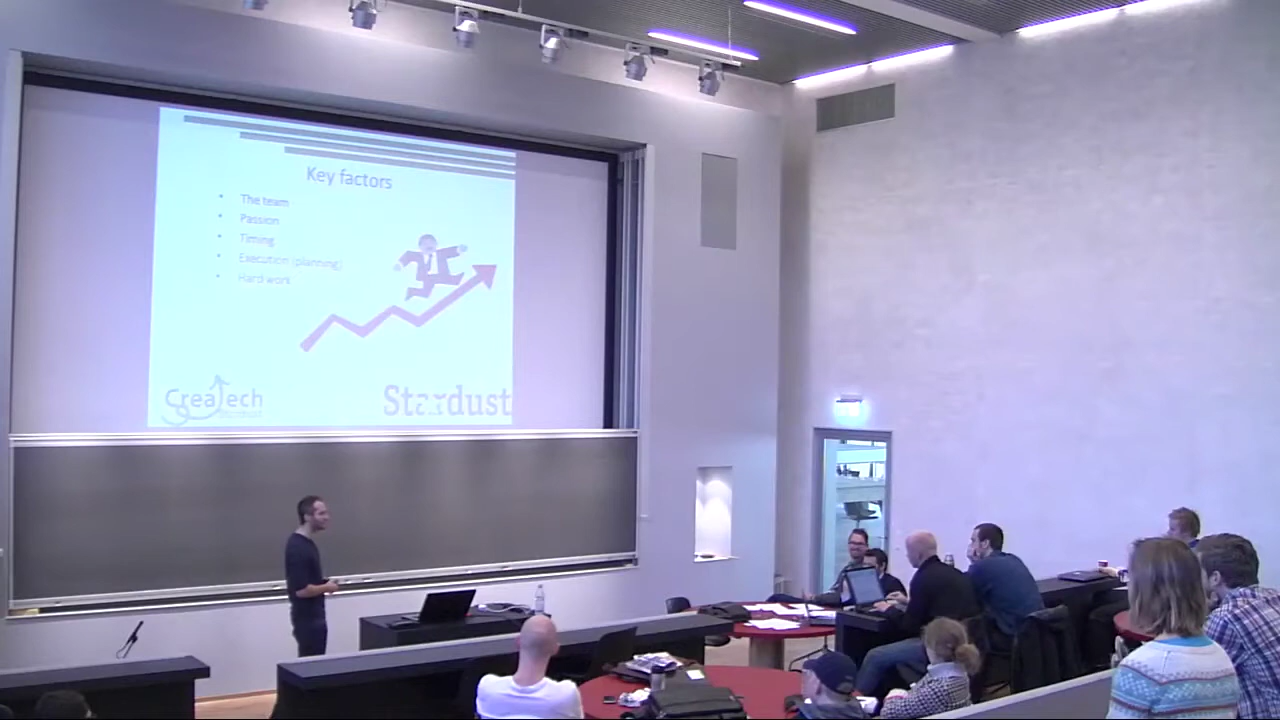 Key factors
• The team
• Passion
• Timing
• Execution (planning)
• Hard work
CreaTech
Stardust